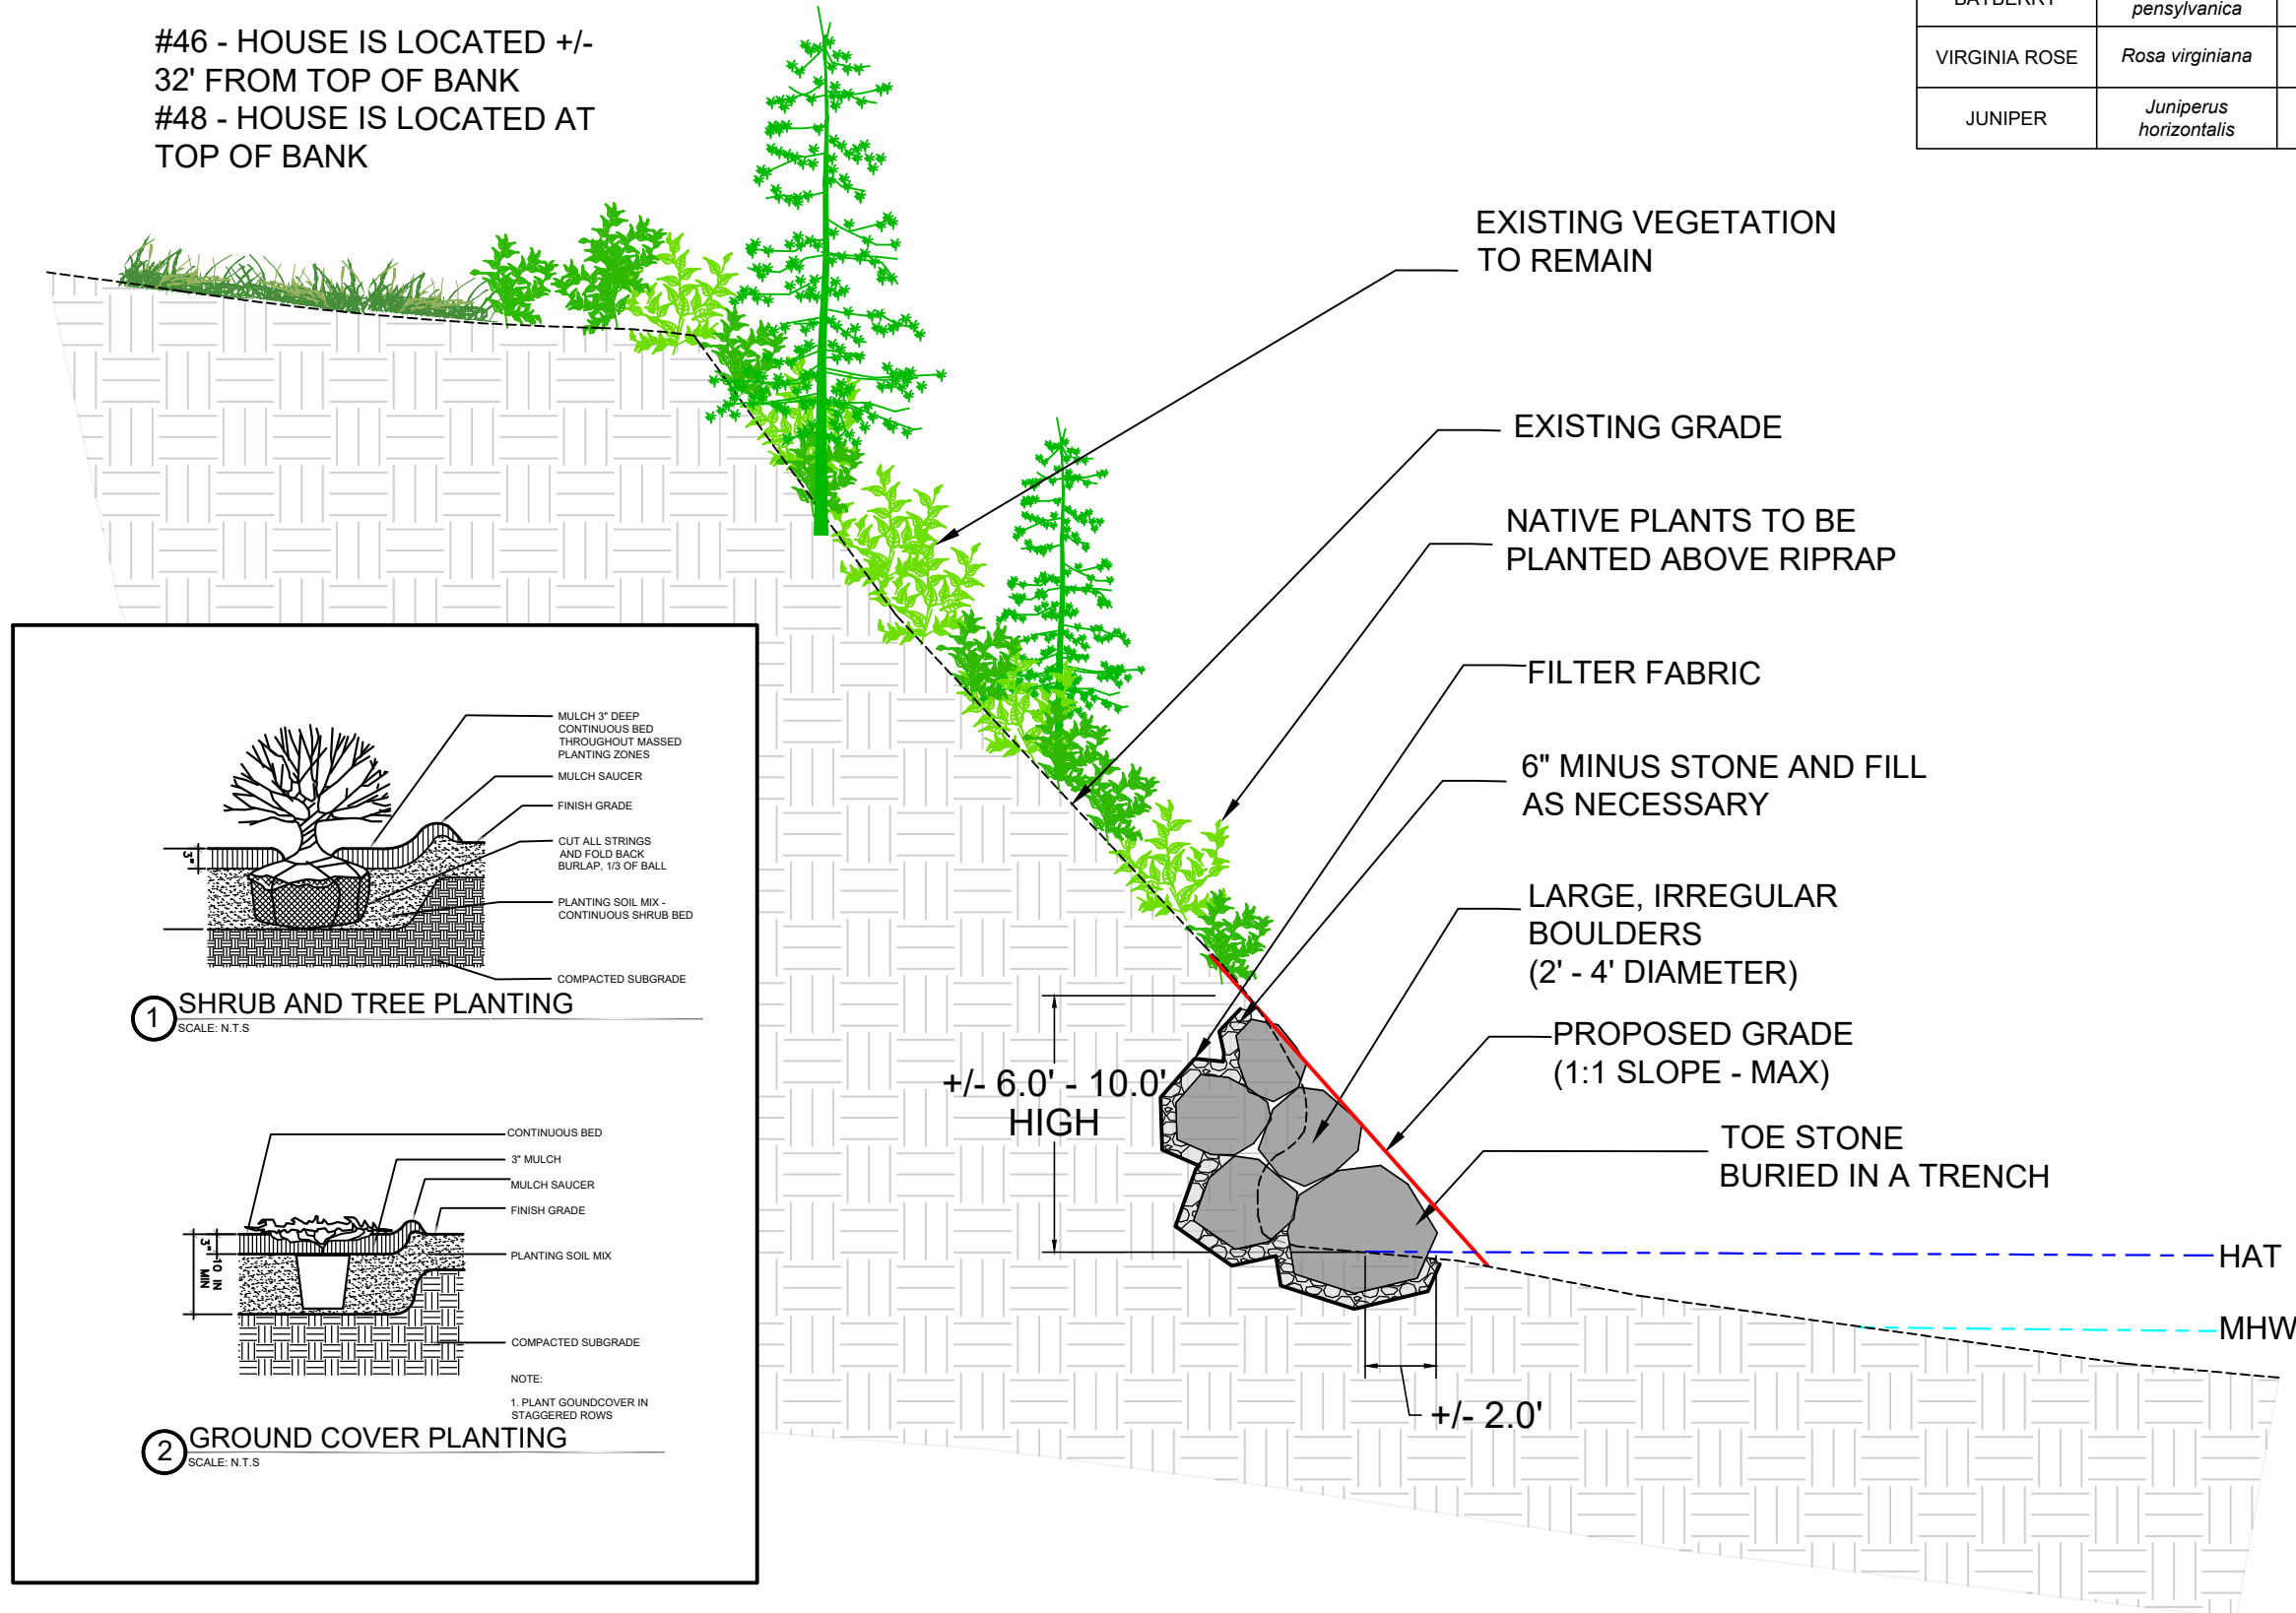 #46 - HOUSE IS LOCATED +/-
32' FROM TOP OF BANK
#48 - HOUSE IS LOCATED AT
TOP OF BANK
pensylvanica
VIRGINIA ROSE
Rosa virginiana
JUNIPER
Juniperus
horizontalis
EXISTING VEGETATION
TO REMAIN
EXISTING GRADE
NATIVE PLANTS TO BE
PLANTED ABOVE RIPRAP
FILTER FABRIC
6" MINUS STONE AND FILL
AS NECESSARY
LARGE, IRREGULAR
BOULDERS
(2' - 4' DIAMETER)
PROPOSED GRADE
(1:1 SLOPE - MAX)
TOE STONE
BURIED IN A TRENCH
+/- 6.0' - 10.0'
HIGH
HAT
MHW
+/- 2.0'
MULCH 3" DEEP
CONTINUOUS BED
THROUGHOUT MASSED
PLANTING ZONES
MULCH SAUCER
FINISH GRADE
CUT ALL STRINGS
AND FOLD BACK
BURLAP, 1/3 OF BALL
PLANTING SOIL MIX -
CONTINUOUS SHRUB BED
COMPACTED SUBGRADE
3"
1 SHRUB AND TREE PLANTING
SCALE: N.T.S
CONTINUOUS BED
3" MULCH
MULCH SAUCER
FINISH GRADE
PLANTING SOIL MIX
COMPACTED SUBGRADE
3"
10 IN
MIN
NOTE:
1. PLANT GOUNDCOVER IN
STAGGERED ROWS
2 GROUND COVER PLANTING
SCALE: N.T.S